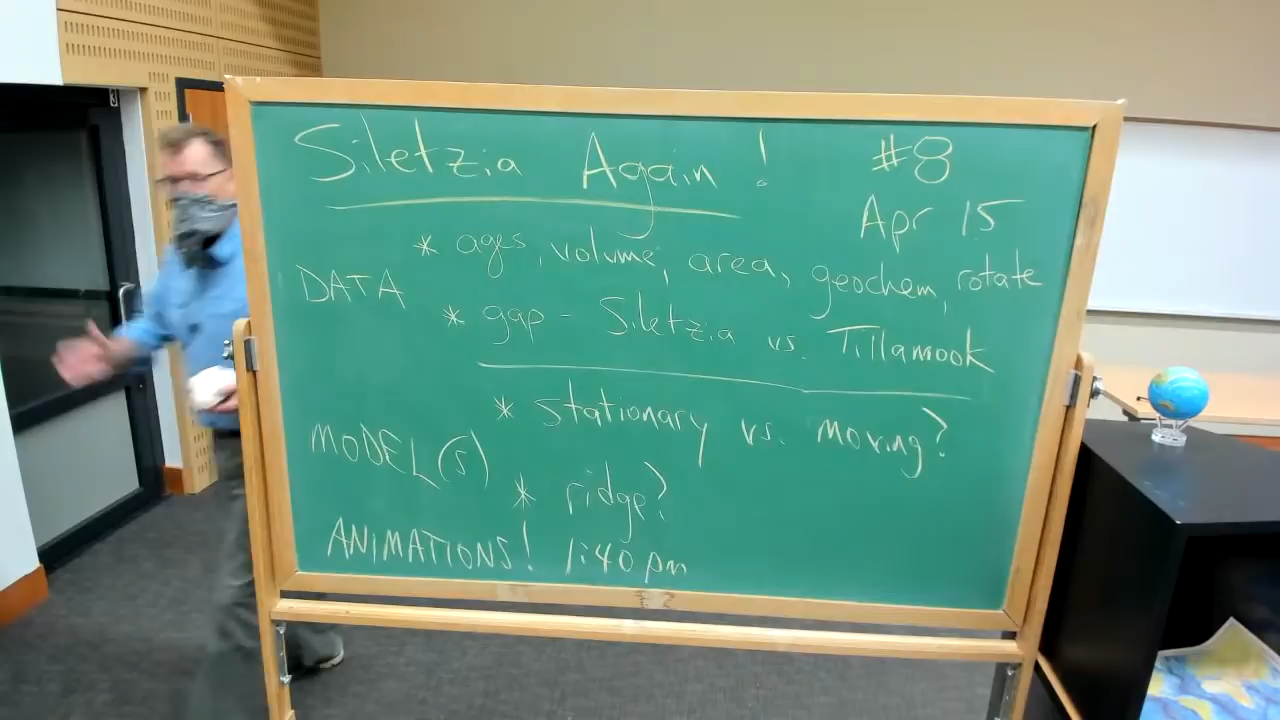 Siletzia Again! #8
Apr 15
* ages, volume, area, geochem, rotate
DATA
* gap - Siletzia vs. Tillamook
* stationary vs. moving?
MODEL(s)
* ridge?
ANIMATIONS! 1:40 pm